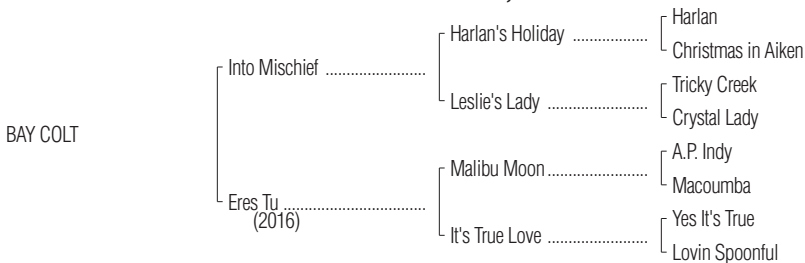 Harlan
Harlan's Holiday ..................
Christmas in Aiken
Into Mischief ........................
Tricky Creek
Leslie's Lady ........................
Crystal Lady
BAY COLT
A.P. Indy
Malibu Moon ........................
Macoumba
Eres Tu ..................................
(2016)
Yes It's True
It's True Love ........................
Lovin Spoonful